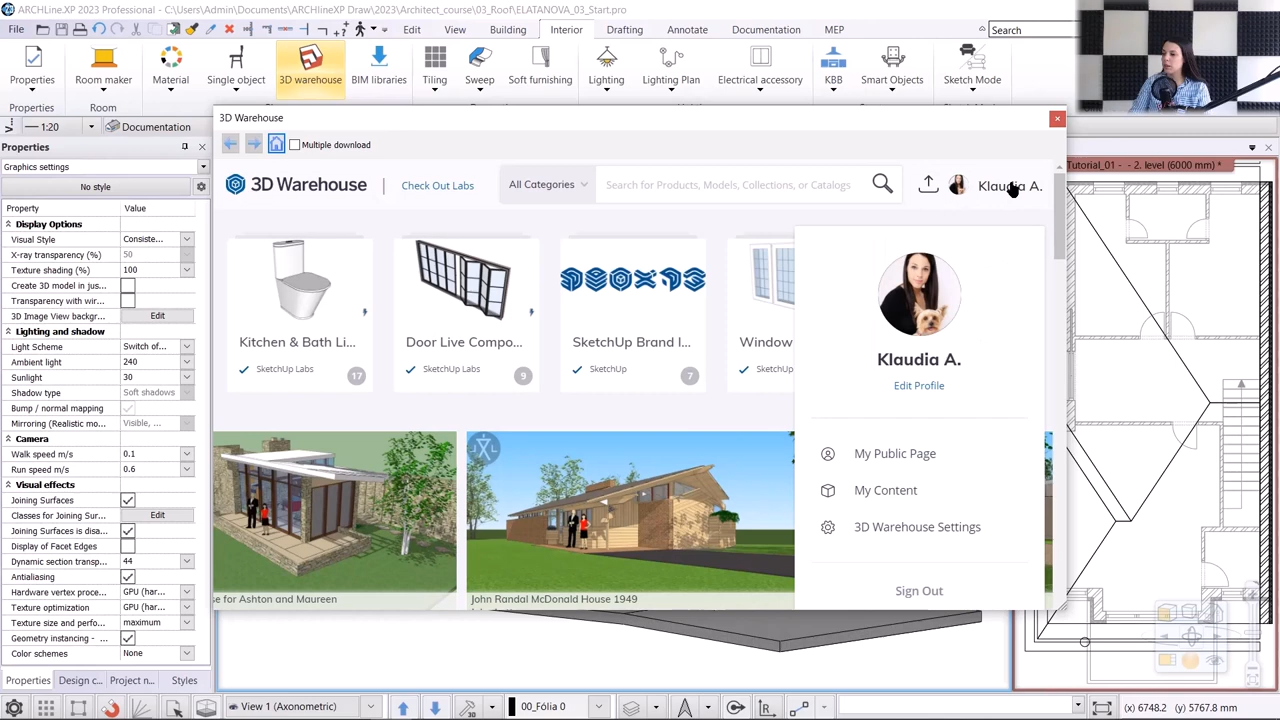 ARCHLine.XP 2023 Professional - C:\Users\Admin\Documents\ARCHline XP Draw\2023\Architect_course\03_Roof\ELATANOVA_03_Start.pro
File
Edit
View
Building
Interior
Drafting
Annotate
Documentation
MEP
Search
Properties
Room maker
Material
Single object
3D warehouse
BIM libraries
Tiling
Sweep
Soft furnishing
Lighting
Lighting Plan
Electrical accessory
KBB
Smart Objects
Sketch Mode
Properties
Room
1:20
Documentation
3D Warehouse
Multiple download
Properties
Graphics settings
No style
Property Value
Display Options
Visual Style Consiste...
X-ray transparency (%) 50
Texture shading (%) 100
Create 3D model in jus...
Transparency with wir...
3D Image View backgr... Edit
Lighting and shadow
Light Scheme Switch of...
Ambient light 240
Sunlight 30
Shadow type Soft shadows
Bump / normal mapping
Mirroring (Realistic mo... Visible, ...
Camera
Walk speed m/s 0.1
Run speed m/s 0.6
Visual effects
Joining Surfaces
Classes for Joining Sur... Edit
Joining Surfaces is disa...
Display of Facet Edges
Dynamic section transp... 44
Antialiasing
Hardware vertex proce... GPU (har...
Texture optimization GPU (har...
Texture size and perfo... maximum
Geometry instancing - ...
Color schemes None
Properties Design c... Project n... Styles
3D Warehouse
Check Out Labs
All Categories
Search for Products, Models, Collections, or Catalogs
Klaudia A.
Kitchen & Bath Li...
SketchUp Labs 17
Door Live Compo...
SketchUp Labs 9
SketchUp Brand I...
SketchUp 7
Window
SketchUp
Klaudia A.
Edit Profile
My Public Page
My Content
3D Warehouse Settings
Sign Out
se for Ashton and Maureen
John Randal McDonald House 1949
Tutorial_01 - - 2. level (6000 mm) *
View 1 (Axonometric)
00_Fólia 0
(x) 6748.2 (y) 5767.8 mm